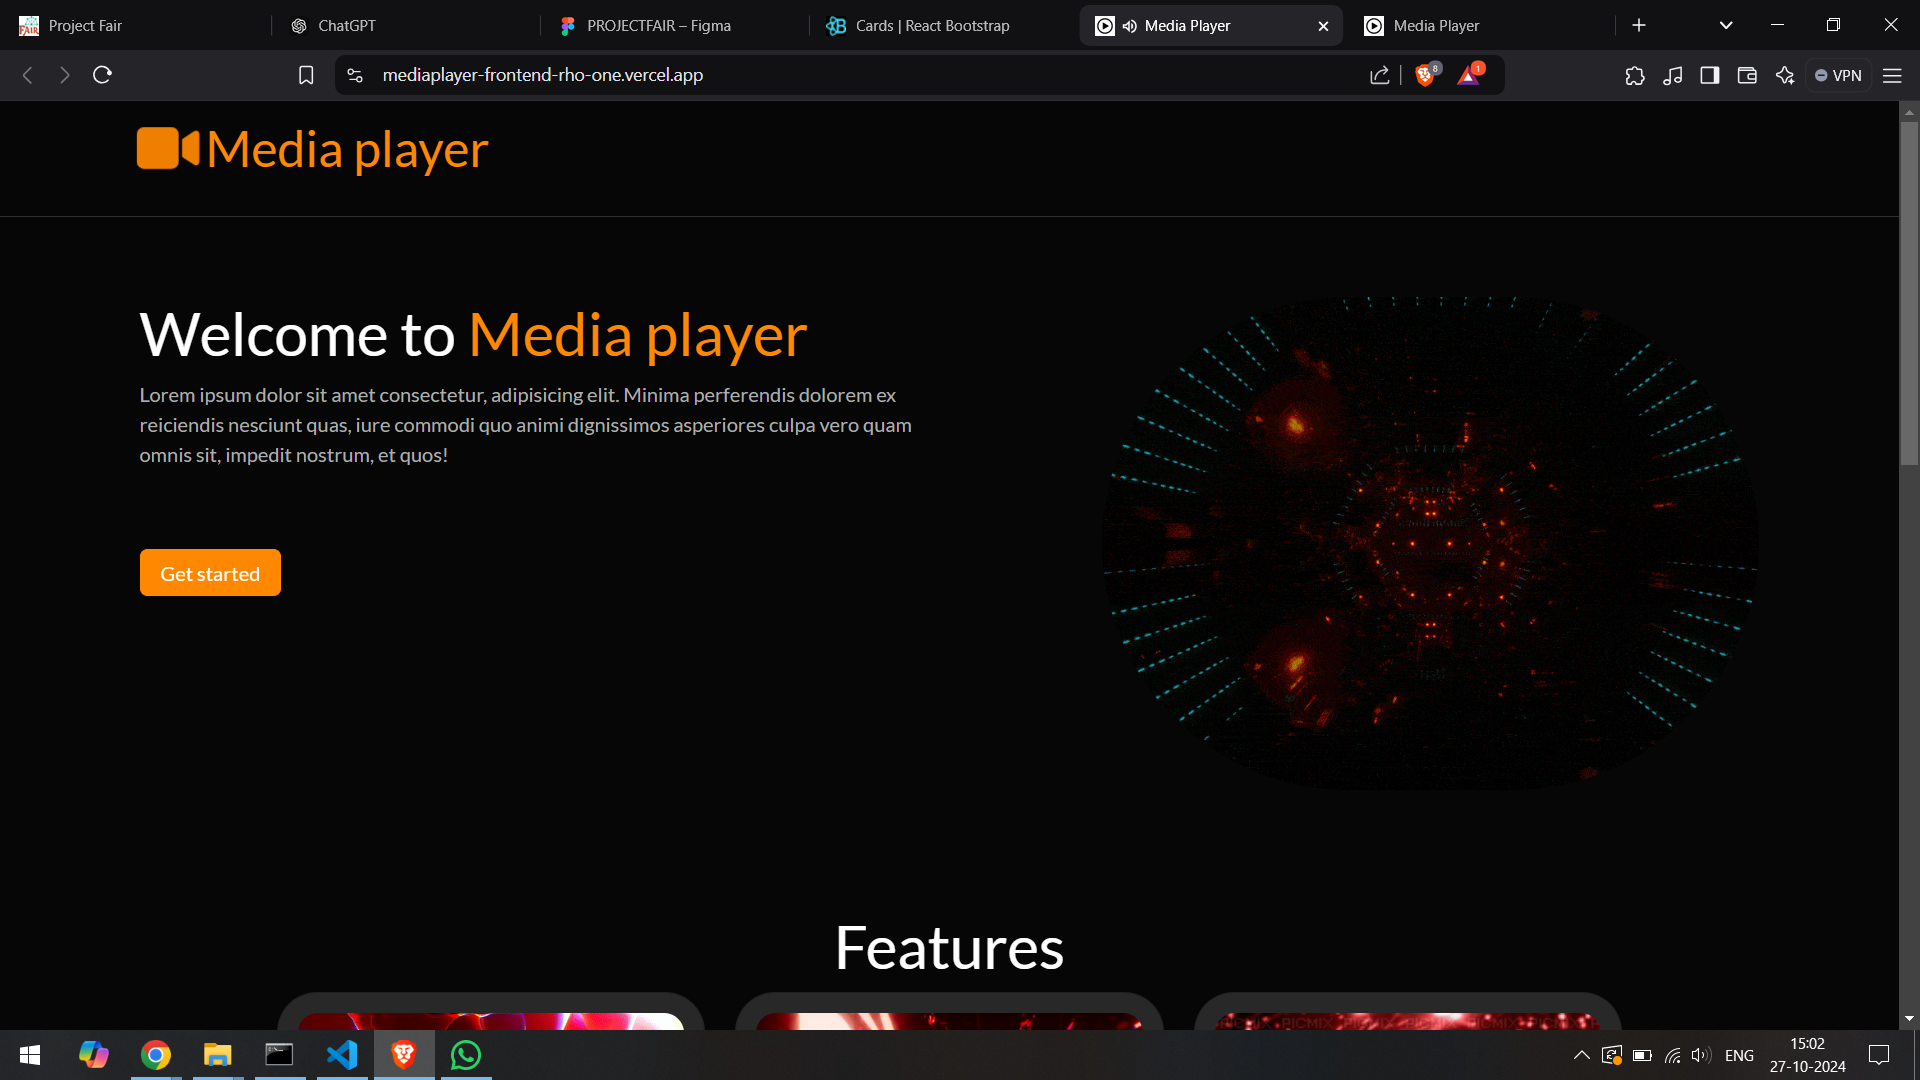 Project Fair
ChatGPT
PROJECTFAIR – Figma
Cards | React Bootstrap
Media Player
Media Player
mediaplayer-frontend-rho-one.vercel.app
8
1
VPN
Media player
Welcome to Media player
Lorem ipsum dolor sit amet consectetur, adipisicing elit. Minima perferendis dolorem ex
reiciendis nesciunt quas, iure commodi quo animi dignissimos asperiores culpa vero quam
omnis sit, impedit nostrum, et quos!
Get started
Features
ENG
15:02
27-10-2024